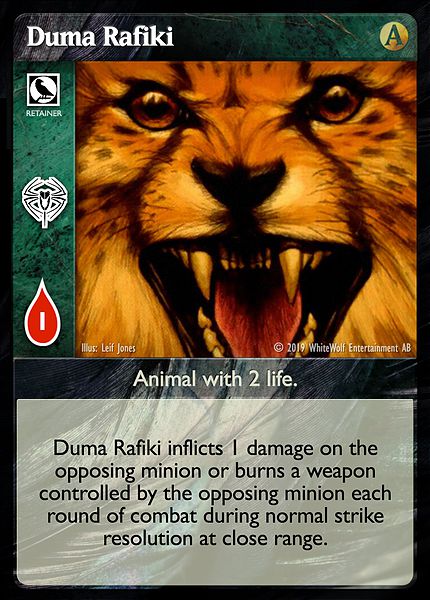 Duma Rafiki
A
RETAINER
1
Illus: Leif Jones
© 2019 WhiteWolf Entertainment AB
Animal with 2 life.
Duma Rafiki inflicts 1 damage on the
opposing minion or burns a weapon
controlled by the opposing minion each
round of combat during normal strike
resolution at close range.